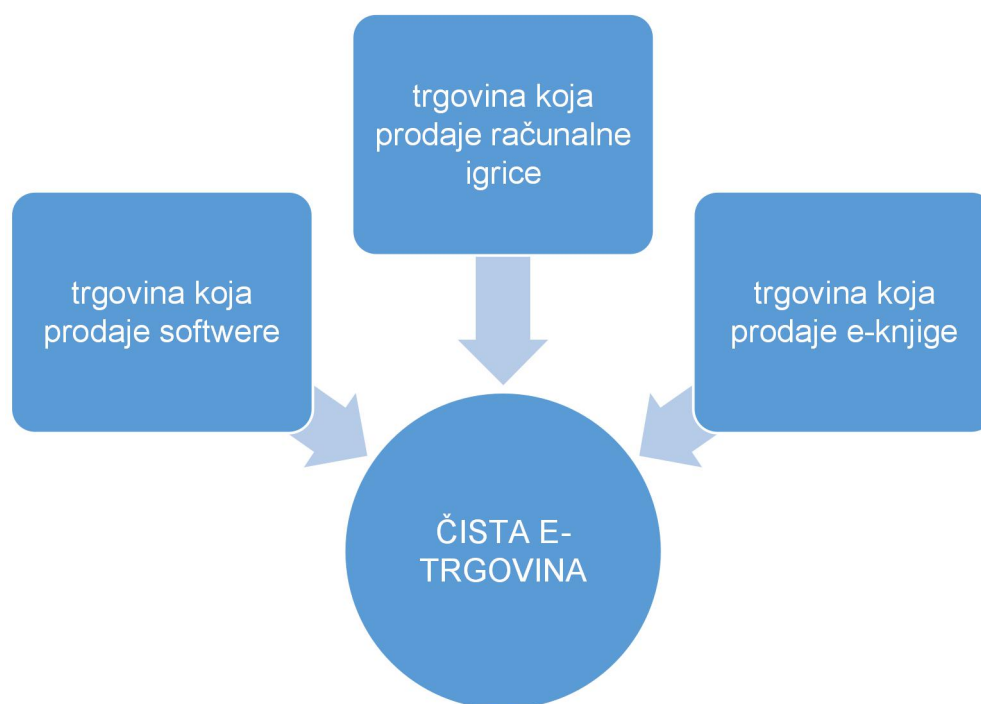 trgovina koja
prodaje računalne
igrice
trgovina koja
prodaje softwere
trgovina koja
prodaje e-knjige
ČISTA E-
TRGOVINA